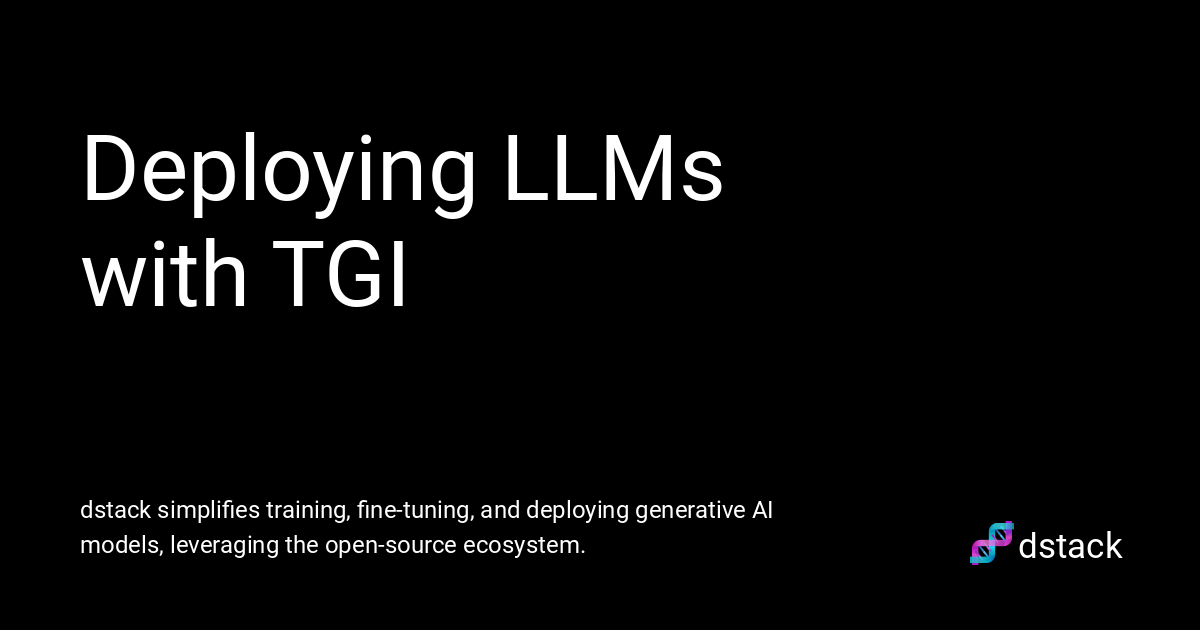 Deploying LLMs
with TGI
dstack simplifies training, fine-tuning, and deploying generative AI
models, leveraging the open-source ecosystem.
dstack